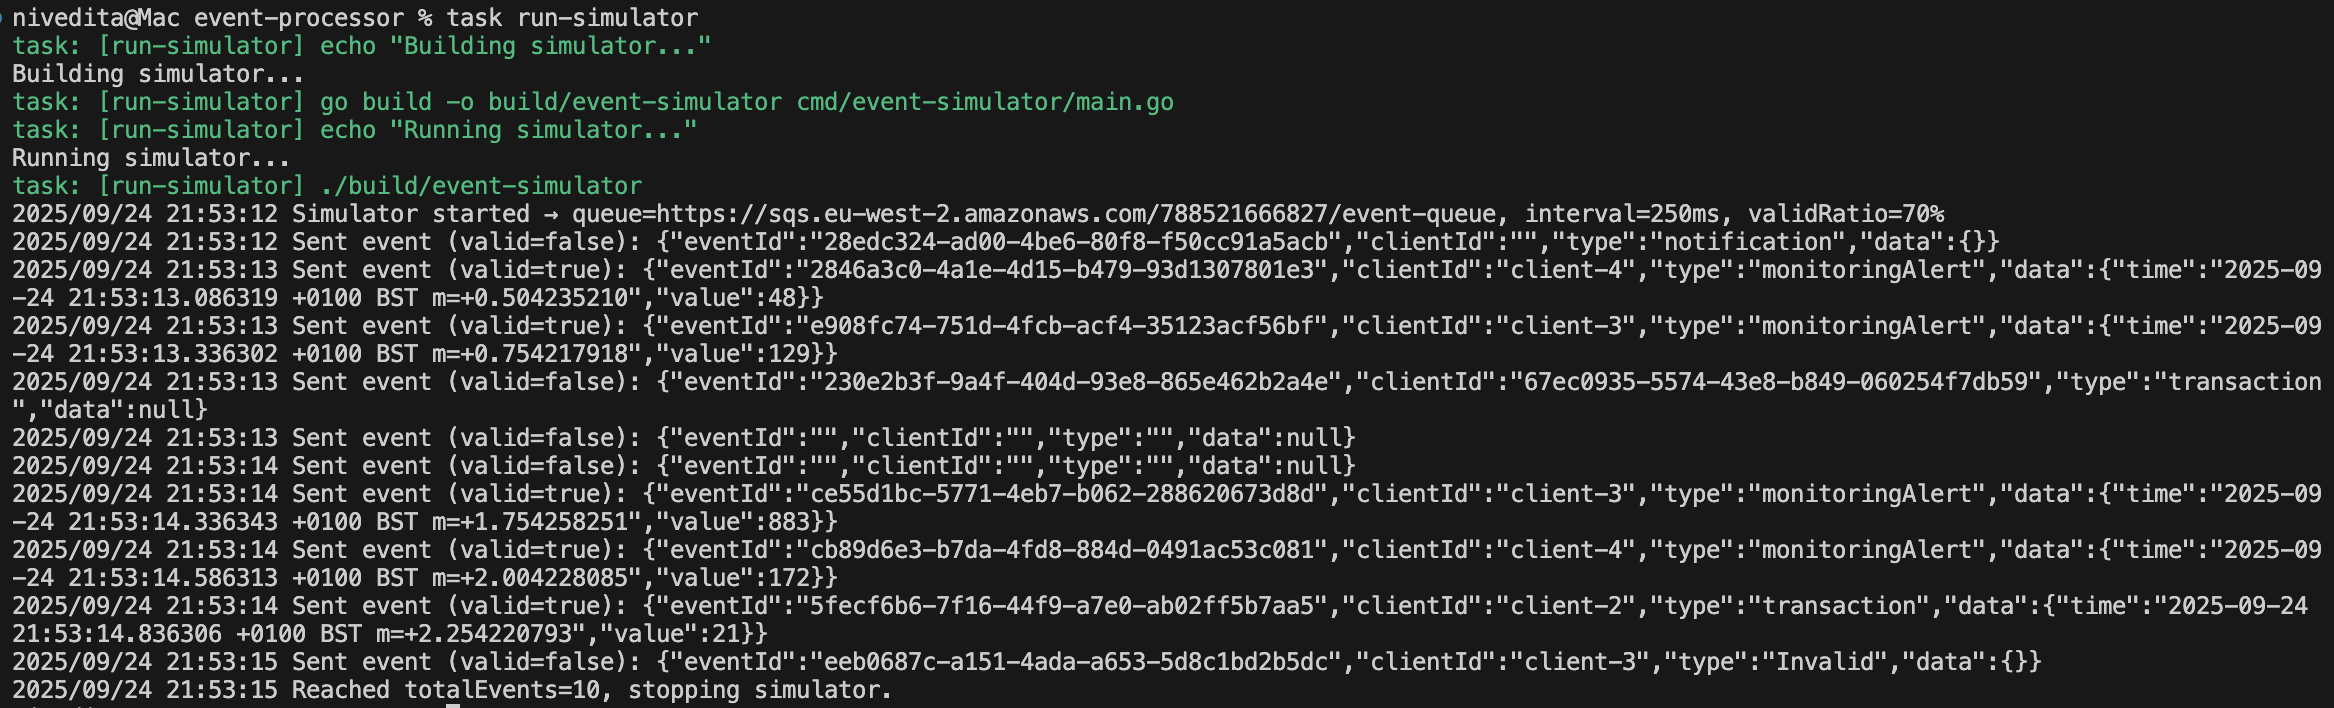 nivedita@Mac event-processor % task run-simulator
task: [run-simulator] echo "Building simulator..."
Building simulator...
task: [run-simulator] go build -o build/event-simulator cmd/event-simulator/main.go
task: [run-simulator] echo "Running simulator..."
Running simulator...
task: [run-simulator] ./build/event-simulator
2025/09/24 21:53:12 Simulator started → queue=https://sqs.eu-west-2.amazonaws.com/788521666827/event-queue, interval=250ms, validRatio=70%
2025/09/24 21:53:12 Sent event (valid=false): {"eventId":"28edc324-ad00-4be6-80f8-f50cc91a5acb","clientId":"","type":"notification","data":{}}
2025/09/24 21:53:13 Sent event (valid=true): {"eventId":"2846a3c0-4a1e-4d15-b479-93d1307801e3","clientId":"client-4","type":"monitoringAlert","data":{"time":"2025-09
-24 21:53:13.086319 +0100 BST m=+0.504235210","value":48}}
2025/09/24 21:53:13 Sent event (valid=true): {"eventId":"e908fc74-751d-4fcb-acf4-35123acf56bf","clientId":"client-3","type":"monitoringAlert","data":{"time":"2025-09
-24 21:53:13.336302 +0100 BST m=+0.754217918","value":129}}
2025/09/24 21:53:13 Sent event (valid=false): {"eventId":"230e2b3f-9a4f-404d-93e8-865e462b2a4e","clientId":"67ec0935-5574-43e8-b849-060254f7db59","type":"transaction
","data":null}
2025/09/24 21:53:13 Sent event (valid=false): {"eventId":"","clientId":"","type":"","data":null}
2025/09/24 21:53:14 Sent event (valid=false): {"eventId":"","clientId":"","type":"","data":null}
2025/09/24 21:53:14 Sent event (valid=true): {"eventId":"ce55d1bc-5771-4eb7-b062-288620673d8d","clientId":"client-3","type":"monitoringAlert","data":{"time":"2025-09
-24 21:53:14.336343 +0100 BST m=+1.754258251","value":883}}
2025/09/24 21:53:14 Sent event (valid=true): {"eventId":"cb89d6e3-b7da-4fd8-884d-0491ac53c081","clientId":"client-4","type":"monitoringAlert","data":{"time":"2025-09
-24 21:53:14.586313 +0100 BST m=+2.004228085","value":172}}
2025/09/24 21:53:14 Sent event (valid=true): {"eventId":"5fecf6b6-7f16-44f9-a7e0-ab02ff5b7aa5","clientId":"client-2","type":"transaction","data":{"time":"2025-09-24
21:53:14.836306 +0100 BST m=+2.254220793","value":21}}
2025/09/24 21:53:15 Sent event (valid=false): {"eventId":"eeb0687c-a151-4ada-a653-5d8c1bd2b5dc","clientId":"client-3","type":"Invalid","data":{}}
2025/09/24 21:53:15 Reached totalEvents=10, stopping simulator.